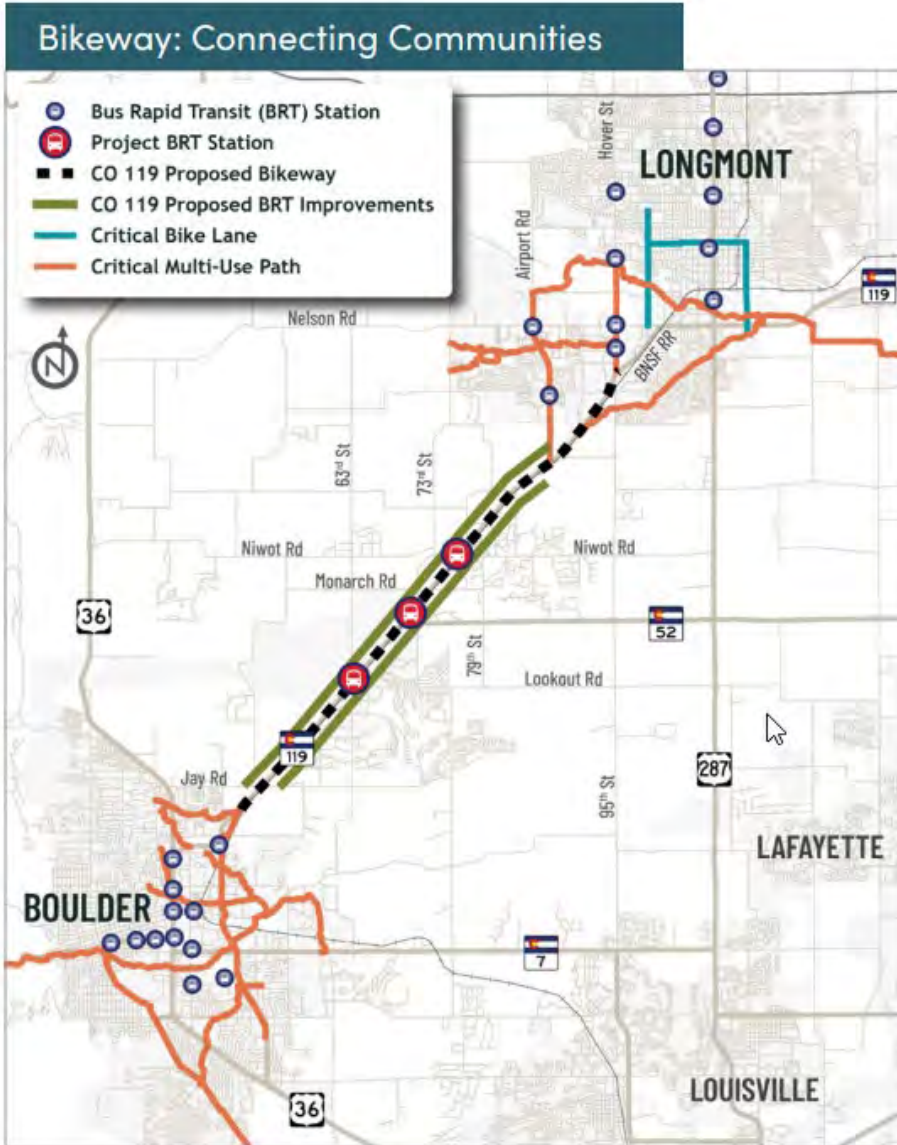 Bikeway: Connecting Communities
Bus Rapid Transit (BRT) Station
Project BRT Station
CO 119 Proposed Bikeway
CO 119 Proposed BRT Improvements
Critical Bike Lane
Critical Multi-Use Path
N
Hover St
LONGMONT
Airport Rd
119
Nelson Rd
BNSF RR
63rd St
73rd St
Niwot Rd
Niwot Rd
Monarch Rd
36
52
79th St
Lookout Rd
119
Jay Rd
287
95th St
LAFAYETTE
BOULDER
7
LOUISVILLE
36